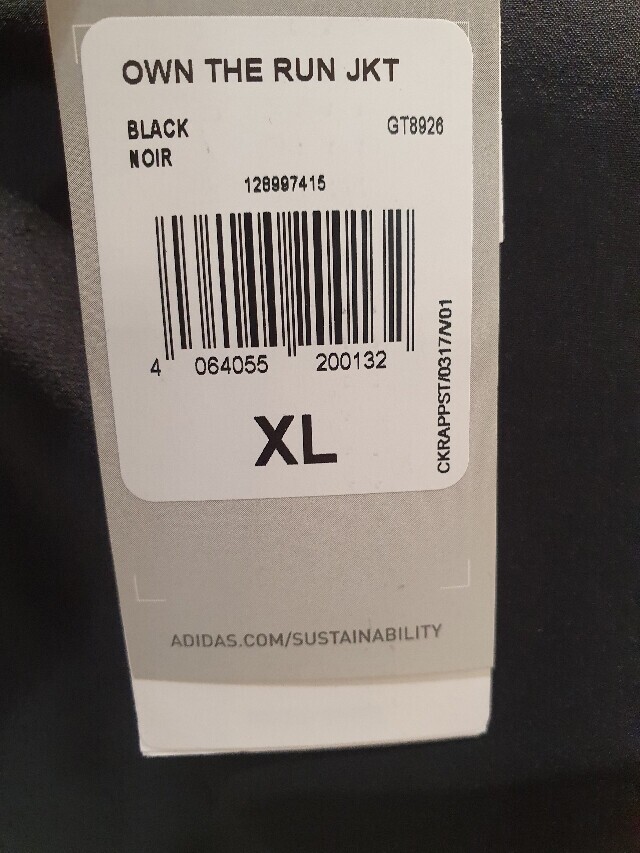 OWN THE RUN JKT
BLACK GT8926
NOIR
128997415
4 064055 200132
XL
CKRAPPST/0317/V01
ADIDAS.COM/SUSTAINABILITY